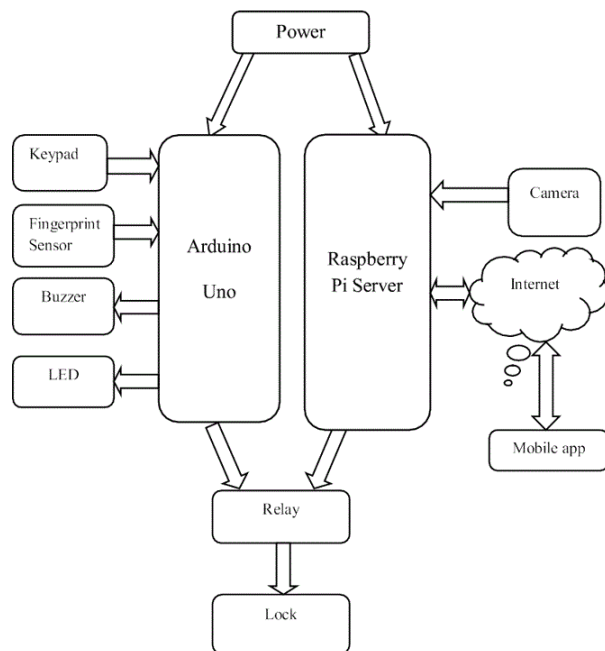 Power
Keypad
Fingerprint
Sensor
Buzzer
LED
Arduino
Uno
Raspberry
Pi Server
Camera
Internet
Mobile app
Relay
Lock